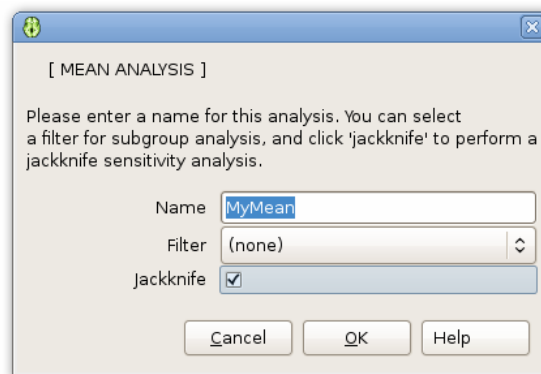 [ MEAN ANALYSIS ]
Please enter a name for this analysis. You can select
a filter for subgroup analysis, and click 'jackknife' to perform a
jackknife sensitivity analysis.
Name MyMean
Filter (none)
Jackknife
Cancel OK Help